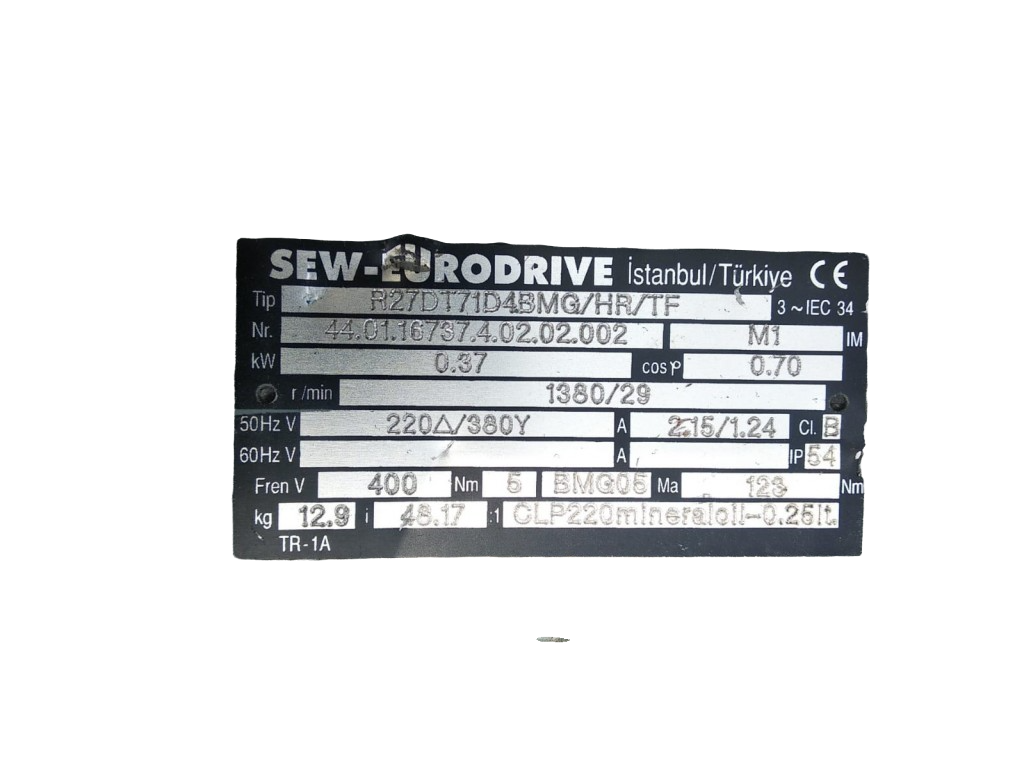 SEW-EURODRIVE İstanbul/Türkiye CE
Tip R27DT71D4BMG/HR/TF 3~IEC 34
Nr. 44.01.16737.4.02.02.002 M1 IM
kW 0.37 cosφ 0.70
r/min 1380/29
50Hz V 220△/380Y A 2.15/1.24 Cl. B
60Hz V A IP 54
Fren V 400 Nm 5 BMG05 Ma 123 Nm
kg 12.9 i 48.17 :1 CLP220mineraloil-0.25lt.
TR-1A